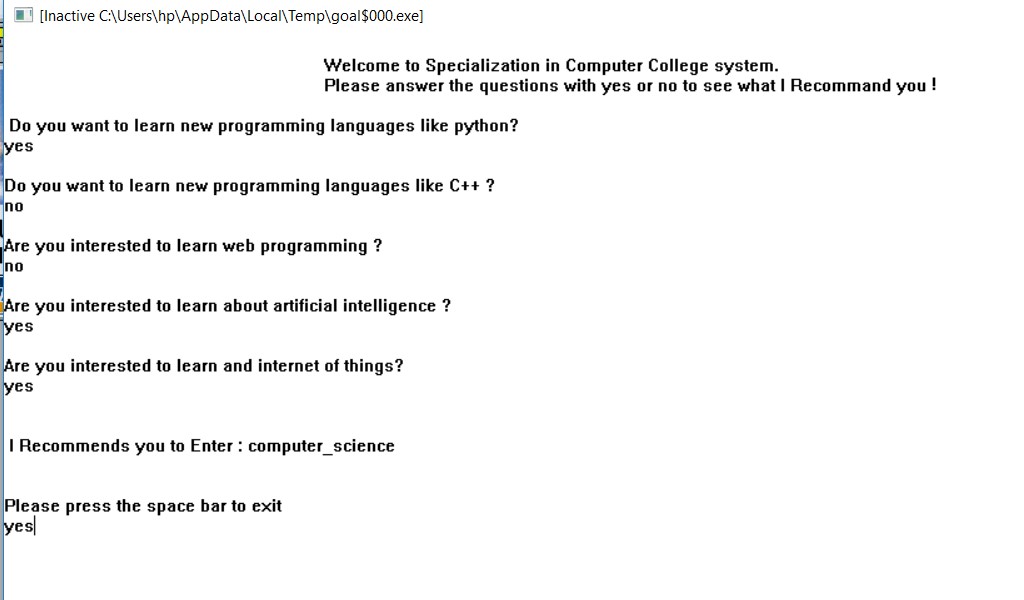 [Inactive C:\Users\hp\AppData\Local\Temp\goal$000.exe]
Welcome to Specialization in Computer College system.
Please answer the questions with yes or no to see what I Recommand you !
Do you want to learn new programming languages like python?
yes
Do you want to learn new programming languages like C++ ?
no
Are you interested to learn web programming ?
no
Are you interested to learn about artificial intelligence ?
yes
Are you interested to learn and internet of things?
yes
I Recommends you to Enter : computer_science
Please press the space bar to exit
yes